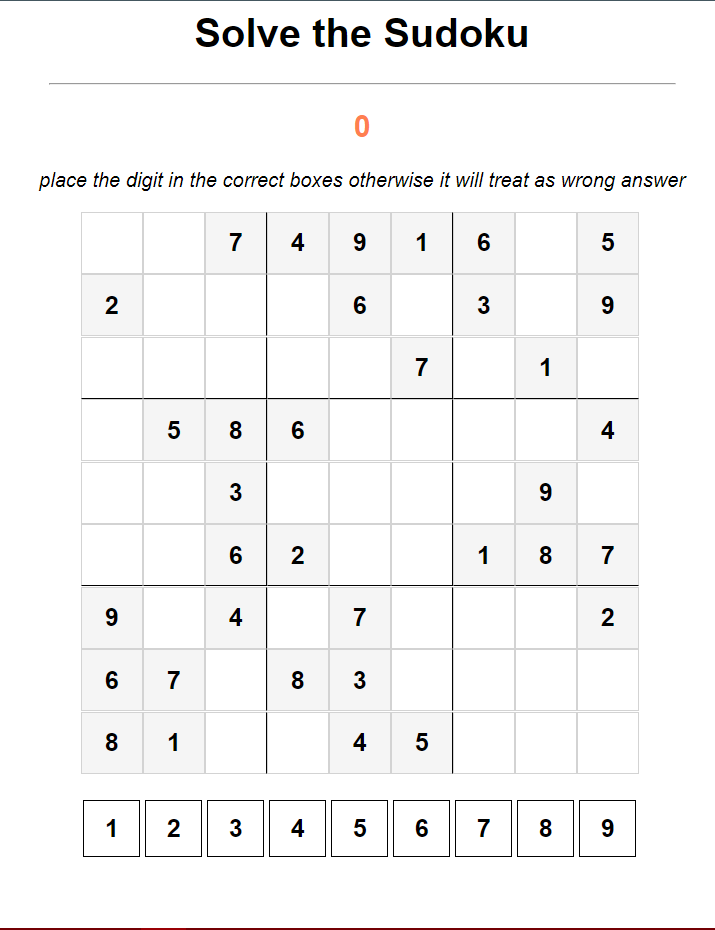 Solve the Sudoku
0
place the digit in the correct boxes otherwise it will treat as wrong answer
7 4 9 1 6 5
2 6 3 9
7 1
5 8 6 4
3 9
6 2 1 8 7
9 4 7 2
6 7 8 3
8 1 4 5
1 2 3 4 5 6 7 8 9